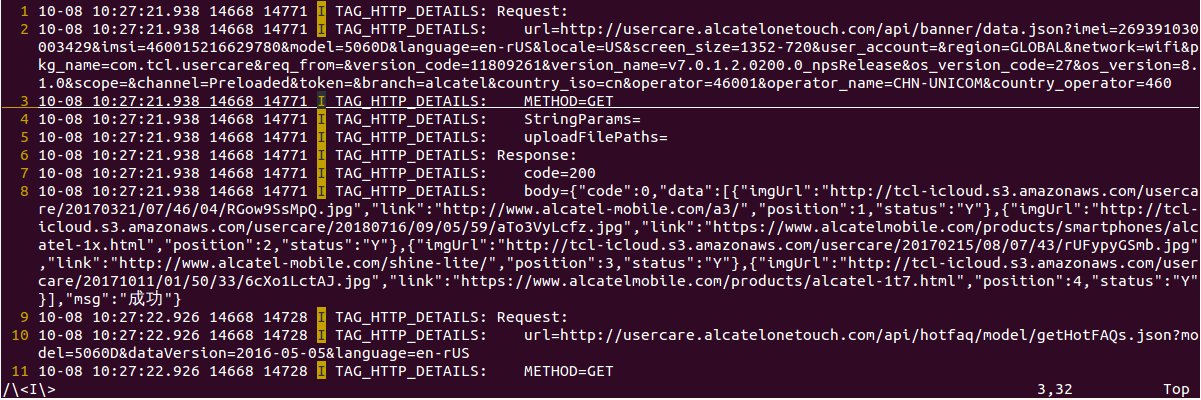 1 10-08 10:27:21.938 14668 14771 I TAG_HTTP_DETAILS: Request:
2 10-08 10:27:21.938 14668 14771 I TAG_HTTP_DETAILS:    url=http://usercare.alcatelonetouch.com/api/banner/data.json?imei=269391030
003429&imsi=460015216629780&model=5060D&language=en-rUS&locale=US&screen_size=1352-720&user_account=&region=GLOBAL&network=wifi&p
kg_name=com.tcl.usercare&req_from=&version_code=11809261&version_name=v7.0.1.2.0200.0_npsRelease&os_version_code=27&os_version=8.
1.0&scope=&channel=Preloaded&token=&branch=alcatel&country_iso=cn&operator=46001&operator_name=CHN-UNICOM&country_operator=460
3 10-08 10:27:21.938 14668 14771 I TAG_HTTP_DETAILS:    METHOD=GET
4 10-08 10:27:21.938 14668 14771 I TAG_HTTP_DETAILS:    StringParams=
5 10-08 10:27:21.938 14668 14771 I TAG_HTTP_DETAILS:    uploadFilePaths=
6 10-08 10:27:21.938 14668 14771 I TAG_HTTP_DETAILS: Response:
7 10-08 10:27:21.938 14668 14771 I TAG_HTTP_DETAILS:    code=200
8 10-08 10:27:21.938 14668 14771 I TAG_HTTP_DETAILS:    body={"code":0,"data":[{"imgUrl":"http://tcl-icloud.s3.amazonaws.com/userca
re/20170321/07/46/04/RGow9SsMpQ.jpg","link":"http://www.alcatel-mobile.com/a3/","position":1,"status":"Y"},{"imgUrl":"http://tcl-
icloud.s3.amazonaws.com/usercare/20180716/09/05/59/aTo3VyLcfz.jpg","link":"https://www.alcatelmobile.com/products/smartphones/alc
atel-1x.html","position":2,"status":"Y"},{"imgUrl":"http://tcl-icloud.s3.amazonaws.com/usercare/20170215/08/07/43/rUFypyGSmb.jpg"
,"link":"http://www.alcatel-mobile.com/shine-lite/","position":3,"status":"Y"},{"imgUrl":"http://tcl-icloud.s3.amazonaws.com/user
care/20171011/01/50/33/6cXo1LctAJ.jpg","link":"https://www.alcatelmobile.com/products/alcatel-1t7.html","position":4,"status":"Y"
}],"msg":"成功"}
9 10-08 10:27:22.926 14668 14728 I TAG_HTTP_DETAILS: Request:
10 10-08 10:27:22.926 14668 14728 I TAG_HTTP_DETAILS:    url=http://usercare.alcatelonetouch.com/api/hotfaq/model/getHotFAQs.json?mo
del=5060D&dataVersion=2016-05-05&language=en-rUS
11 10-08 10:27:22.926 14668 14728 I TAG_HTTP_DETAILS:    METHOD=GET
/\<I\> 3,32 Top